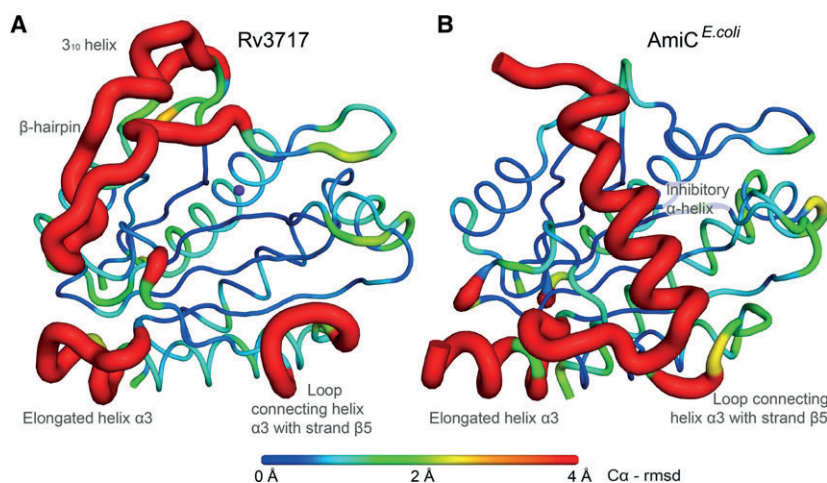 A
Rv3717
3₁₀ helix
β-hairpin
Elongated helix α3
Loop
connecting helix
α3 with strand β5
B
AmiC E.coli
Inhibitory
α-helix
Elongated helix α3
Loop connecting
helix α3 with strand β5
0 Å
2 Å
4 Å
Cα - rmsd